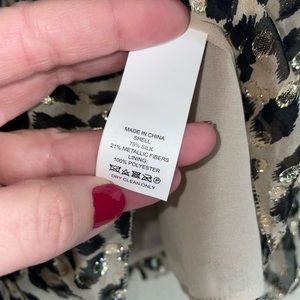 MADE IN CHINA
SHELL:
79% SILK
21% METALLIC FIBERS
LINING:
100% POLYESTER
DRY CLEAN ONLY